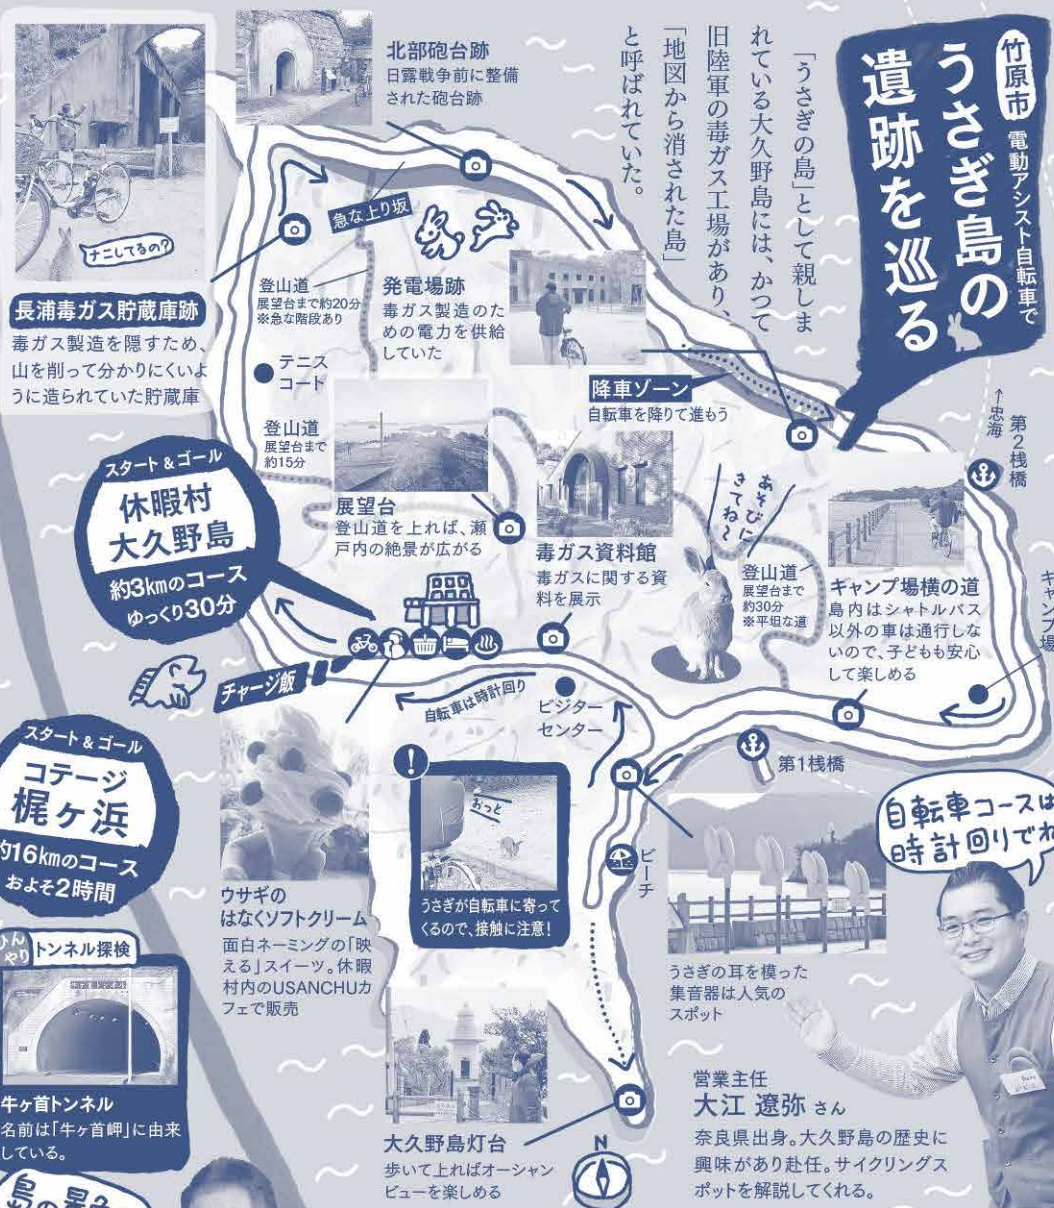 竹原市
電動アシスト自転車で
うさぎ島の
遺跡を巡る
「うさぎの島」として親しま
れている大久野島には、かつて
旧陸軍の毒ガス工場があり、
「地図から消された島」
と呼ばれていた。
北部砲台跡
日露戦争前に整備
された砲台跡
ナニしてるの?
長浦毒ガス貯蔵庫跡
毒ガス製造を隠すため、
山を削って分かりにくいよ
うに造られていた貯蔵庫
急な上り坂
登山道
展望台まで約20分
※急な階段あり
発電場跡
毒ガス製造のた
めの電力を供給
していた
テニス
コート
降車ゾーン
自転車を降りて進もう
↑忠海
第2桟橋
登山道
展望台まで
約15分
展望台
登山道を上れば、瀬
戸内の絶景が広がる
毒ガス資料館
毒ガスに関する資
料を展示
あそびに
きてね〜
登山道
展望台まで
約30分
※平坦な道
キャンプ場横の道
島内はシャトルバス
以外の車は通行しな
いので、子どもも安心
して楽しめる
キャンプ場
スタート&ゴール
休暇村
大久野島
約3kmのコース
ゆっくり30分
チャージ飯
自転車は時計回り
ビジター
センター
第1桟橋
スタート&ゴール
コテージ
梶ヶ浜
約16kmのコース
およそ2時間
ウサギの
はなくソフトクリーム
面白ネーミングの「映
える」スイーツ。休暇
村内のUSANCHUカ
フェで販売
!
おっと
うさぎが自転車に寄って
くるので、接触に注意!
ビーチ
うさぎの耳を模った
集音器は人気の
スポット
自転車コースは
時計回りでね
ひん
やり
トンネル探検
牛ヶ首トンネル
牛ヶ首トンネル
名前は「牛ヶ首岬」に由来
している。
大久野島灯台
歩いて上ればオーシャン
ビューを楽しめる
N
営業主任
大江 遼弥 さん
奈良県出身。大久野島の歴史に
興味があり赴任。サイクリングス
ポットを解説してくれる。
島の